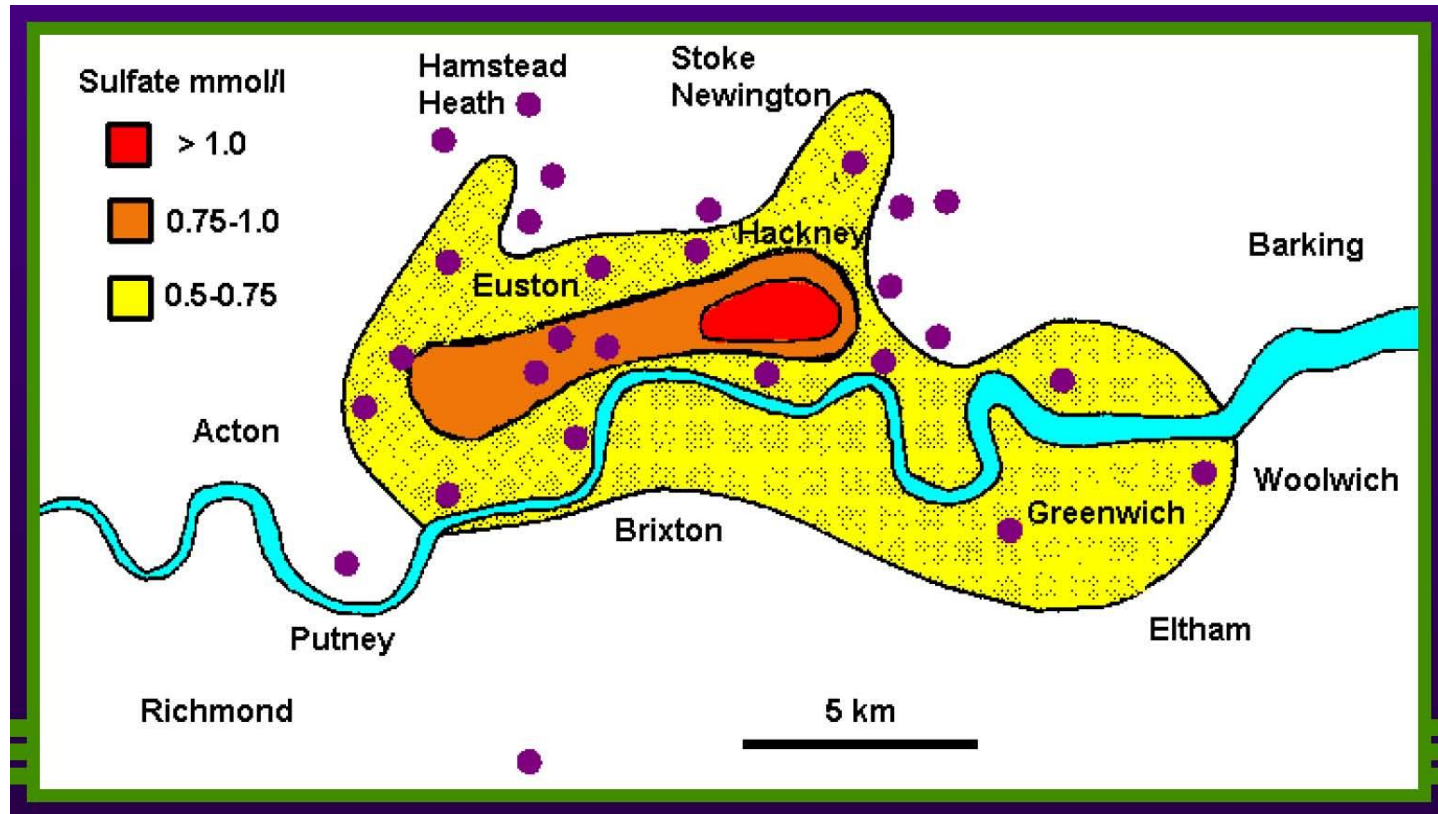 Sulfate mmol/l
> 1.0
0.75-1.0
0.5-0.75
Hamstead
Heath
Stoke
Newington
Hackney
Euston
Barking
Acton
Woolwich
Greenwich
Brixton
Putney
Eltham
Richmond
5 km